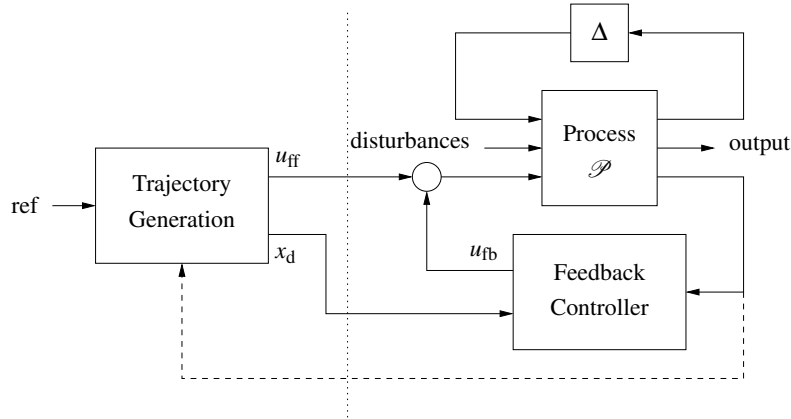 Δ
disturbances
Process
𝒫
output
ref
Trajectory
Generation
u_ff
x_d
u_fb
Feedback
Controller